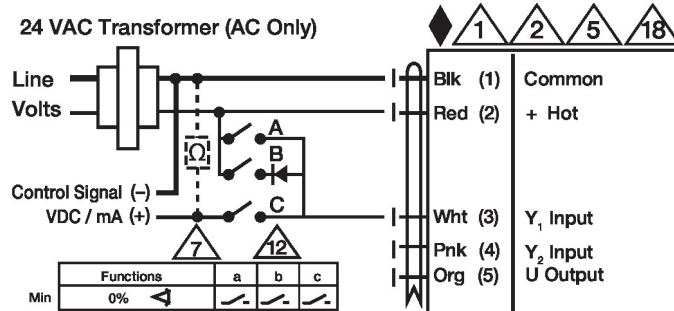 24 VAC Transformer (AC Only)
1 2 5 18
Line
Volts
Blk (1) Common
Red (2) + Hot
A
B
C
Ω
Control Signal (–)
VDC / mA (+)
Wht (3) Y₁ Input
Pnk (4) Y₂ Input
Org (5) U Output
7 12
Functions a b c
Min 0%